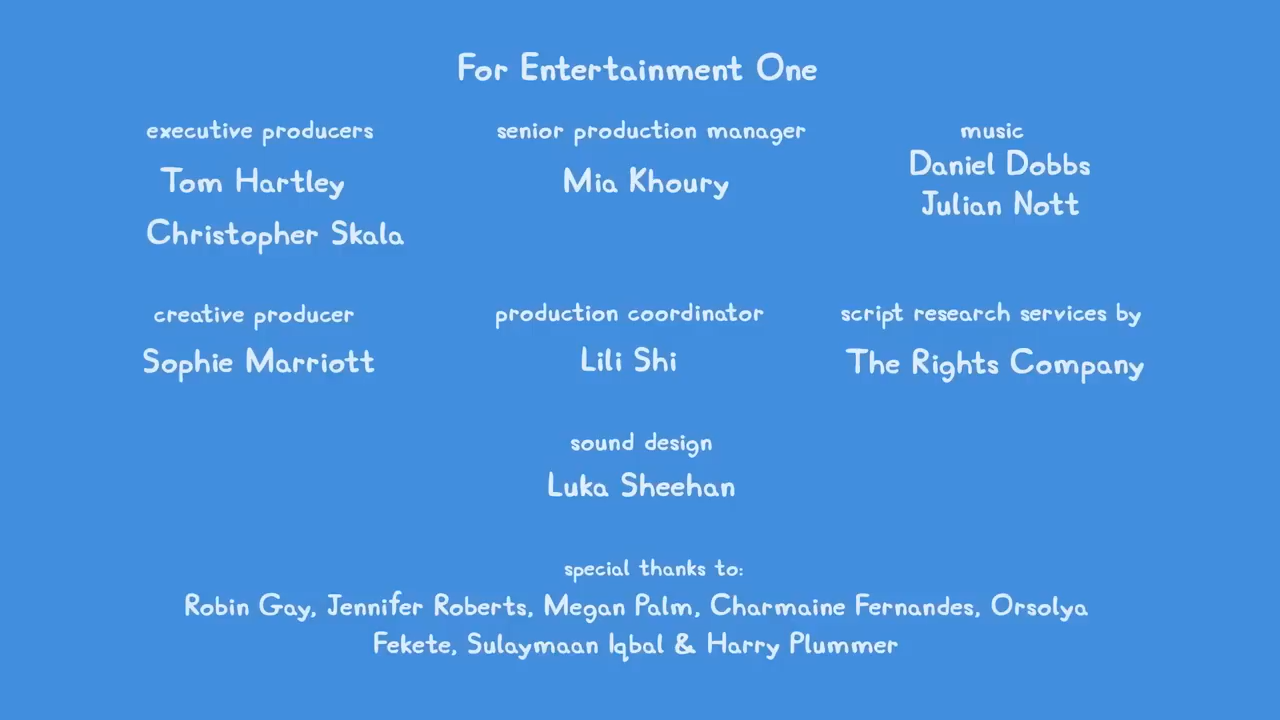 For Entertainment One
executive producers
Tom Hartley
Christopher Skala
senior production manager
Mia Khoury
music
Daniel Dobbs
Julian Nott
creative producer
Sophie Marriott
production coordinator
Lili Shi
script research services by
The Rights Company
sound design
Luka Sheehan
special thanks to:
Robin Gay, Jennifer Roberts, Megan Palm, Charmaine Fernandes, Orsolya
Fekete, Sulaymaan Iqbal & Harry Plummer